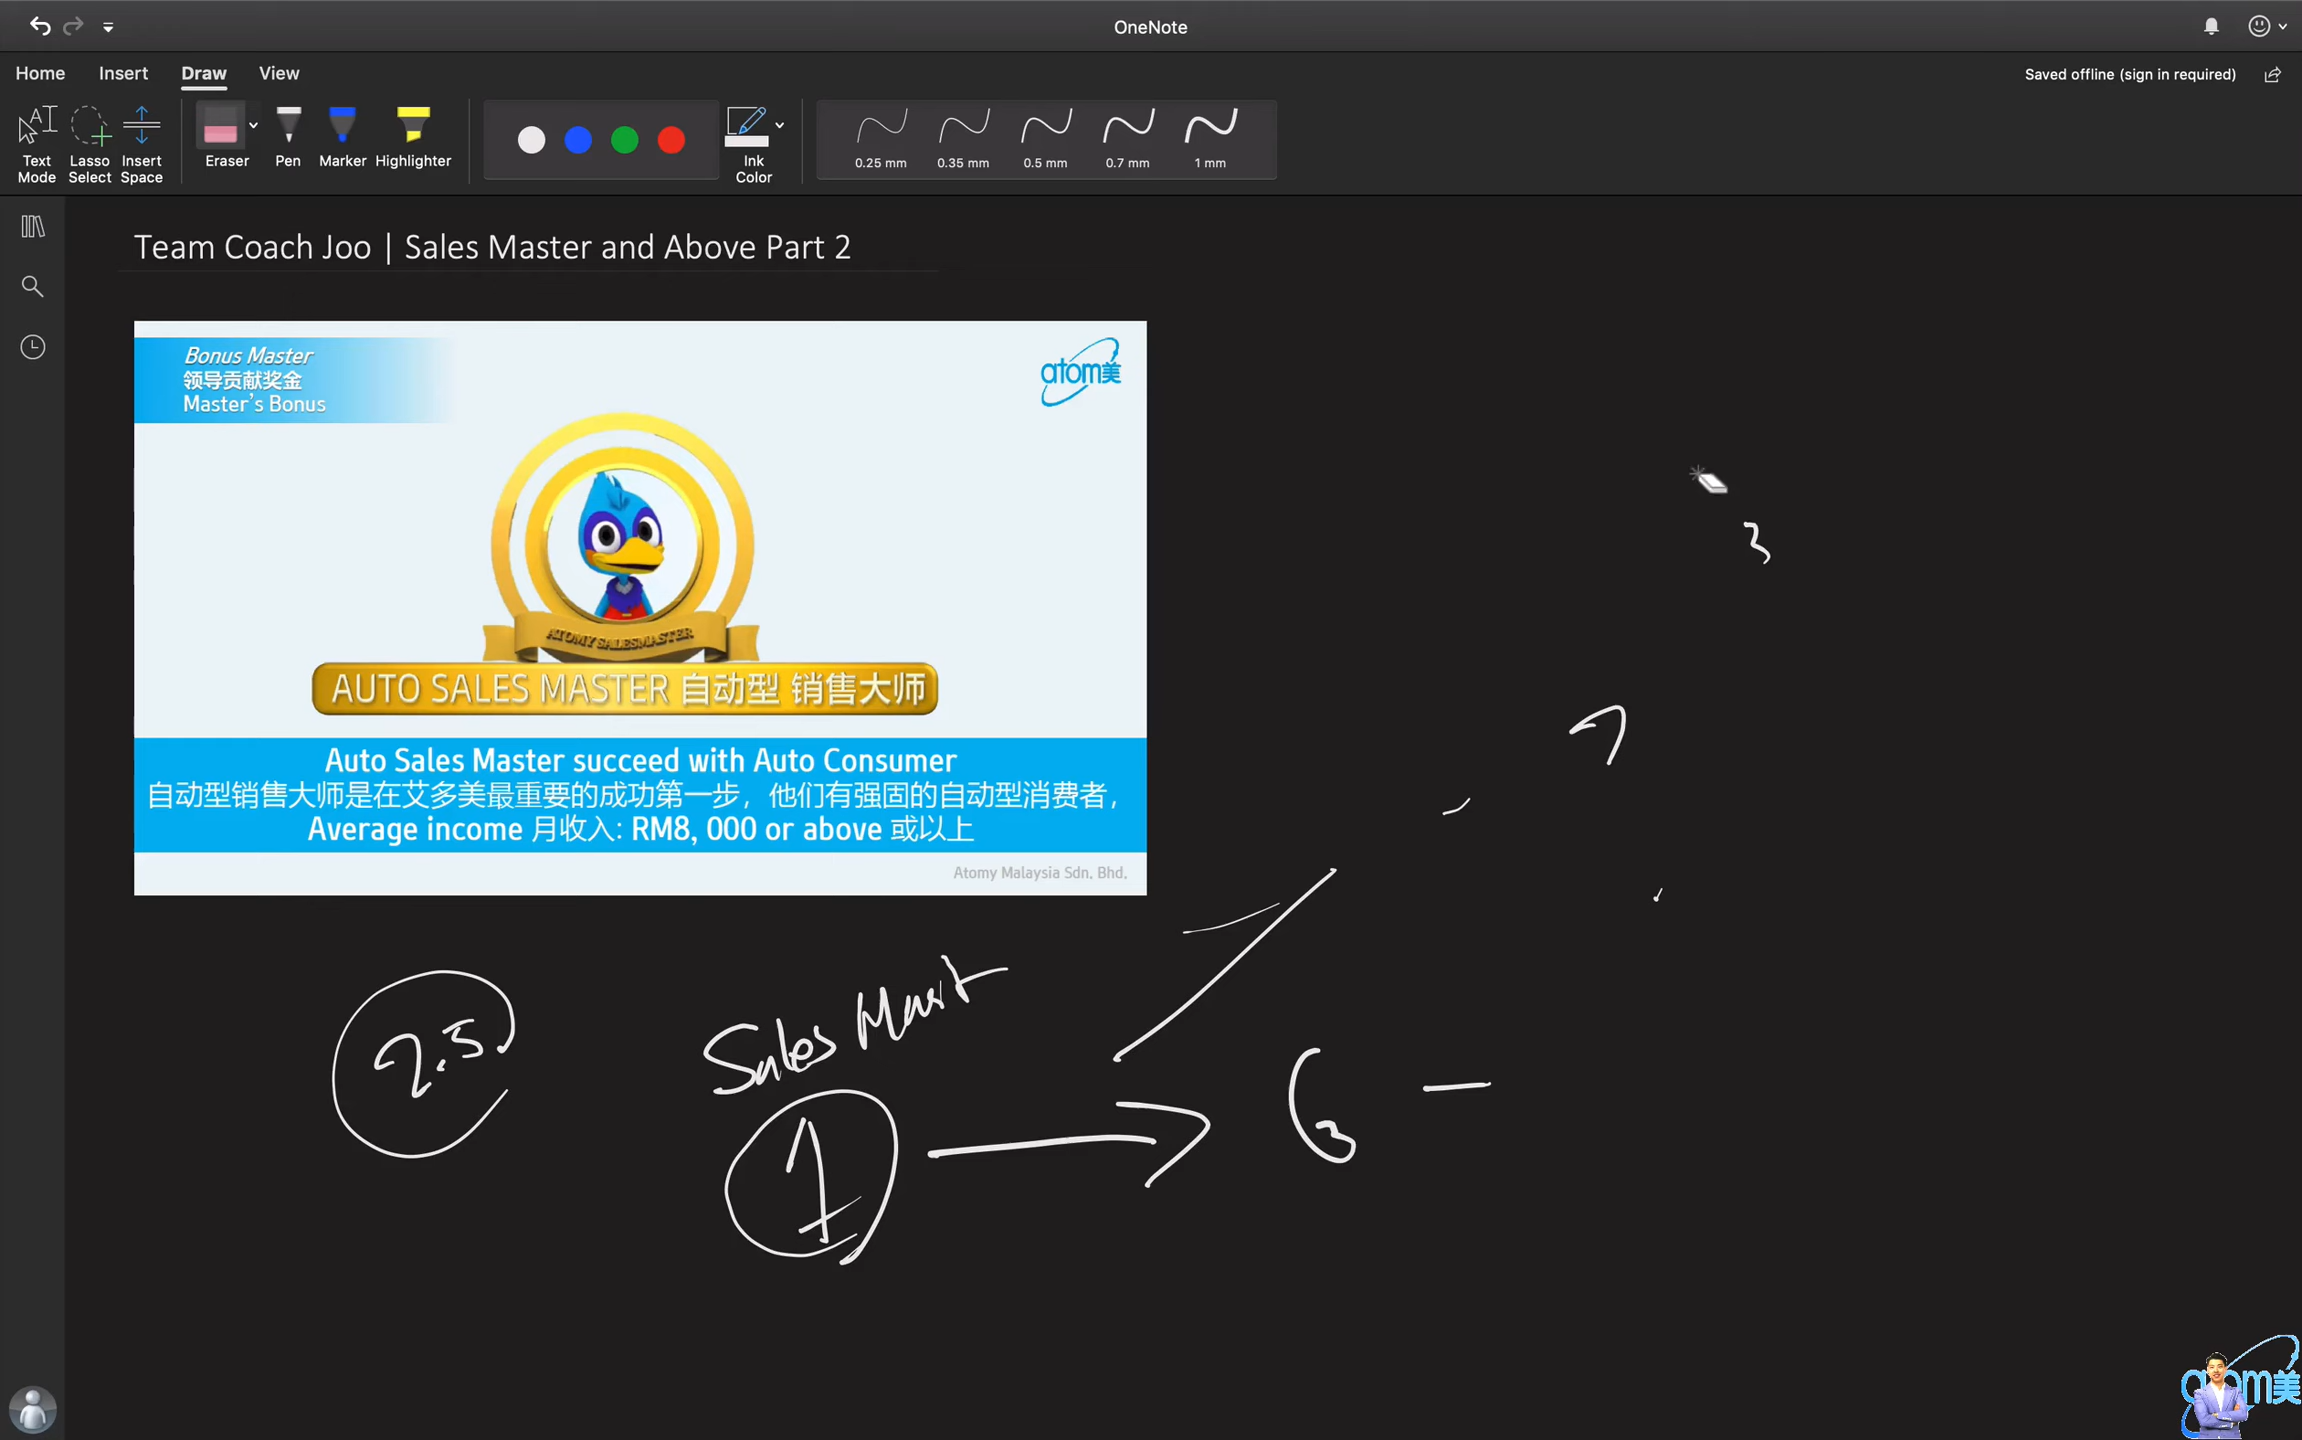 OneNote
Home Insert Draw View
Saved offline (sign in required)
Text Mode
Lasso Select
Insert Space
Eraser
Pen
Marker
Highlighter
Ink Color
0.25 mm
0.35 mm
0.5 mm
0.7 mm
1 mm
Team Coach Joo | Sales Master and Above Part 2
Bonus Master
领导贡献奖金
Master's Bonus
atom美
ATOMY SALESMASTER
AUTO SALES MASTER 自动型 销售大师
Auto Sales Master succeed with Auto Consumer
自动型销售大师是在艾多美最重要的成功第一步，他们有强固的自动型消费者，
Average income 月收入: RM8, 000 or above 或以上
Atomy Malaysia Sdn. Bhd.
3
2.5
Sales
1
atom美